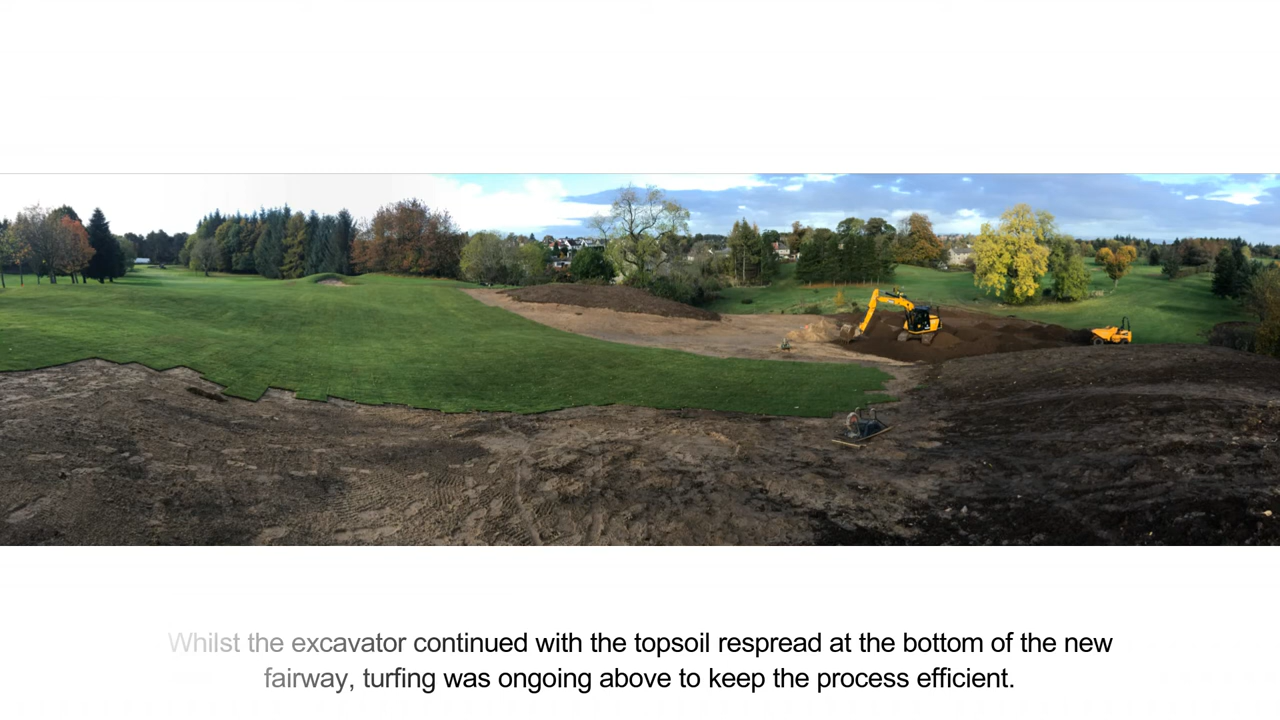 Whilst the excavator continued with the topsoil respread at the bottom of the new
fairway, turfing was ongoing above to keep the process efficient.